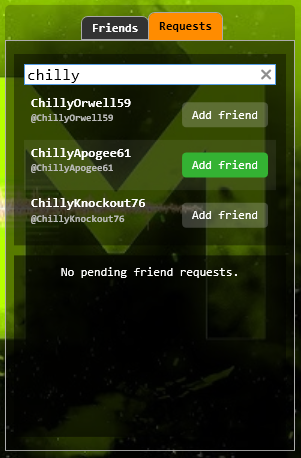 Friends
Requests
chilly
ChillyOrwell59
@ChillyOrwell59
Add friend
ChillyApogee61
@ChillyApogee61
Add friend
ChillyKnockout76
@ChillyKnockout76
Add friend
No pending friend requests.